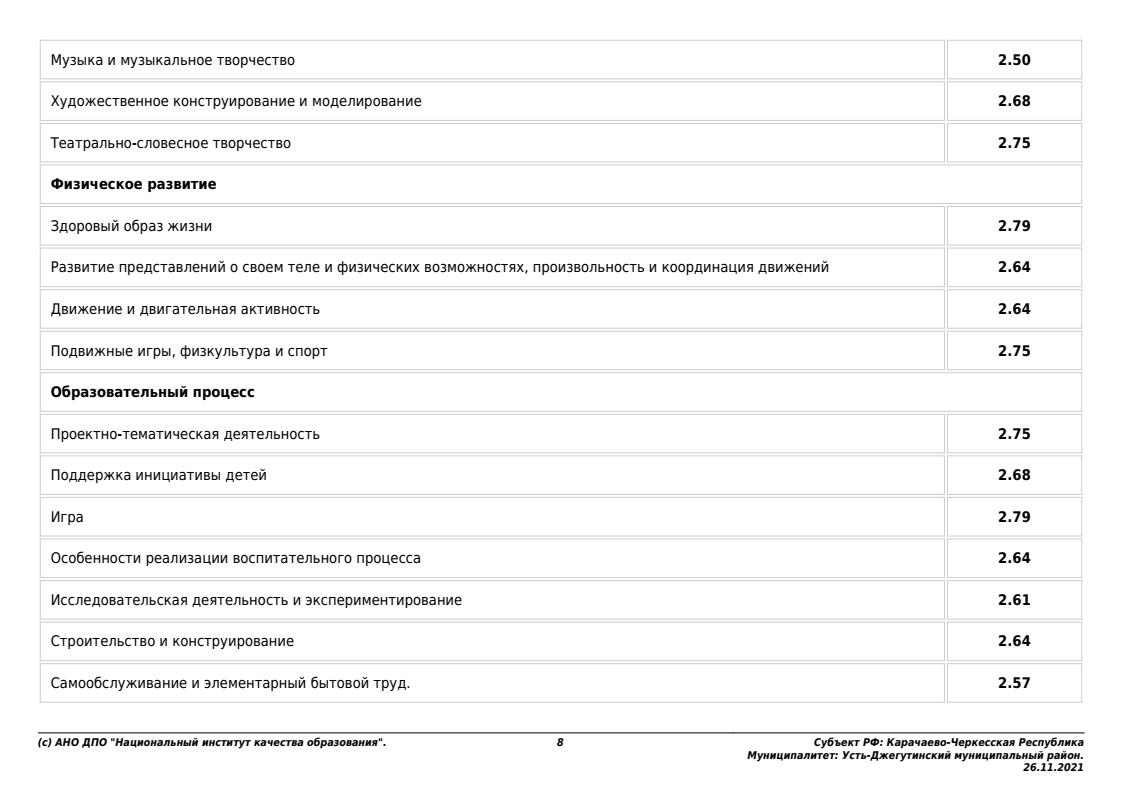 Музыка и музыкальное творчество 2.50
Художественное конструирование и моделирование 2.68
Театрально-словесное творчество 2.75
Физическое развитие
Здоровый образ жизни 2.79
Развитие представлений о своем теле и физических возможностях, произвольность и координация движений 2.64
Движение и двигательная активность 2.64
Подвижные игры, физкультура и спорт 2.75
Образовательный процесс
Проектно-тематическая деятельность 2.75
Поддержка инициативы детей 2.68
Игра 2.79
Особенности реализации воспитательного процесса 2.64
Исследовательская деятельность и экспериментирование 2.61
Строительство и конструирование 2.64
Самообслуживание и элементарный бытовой труд. 2.57
(с) АНО ДПО "Национальный институт качества образования". 8 Субъект РФ: Карачаево-Черкесская Республика
Муниципалитет: Усть-Джегутинский муниципальный район.
26.11.2021